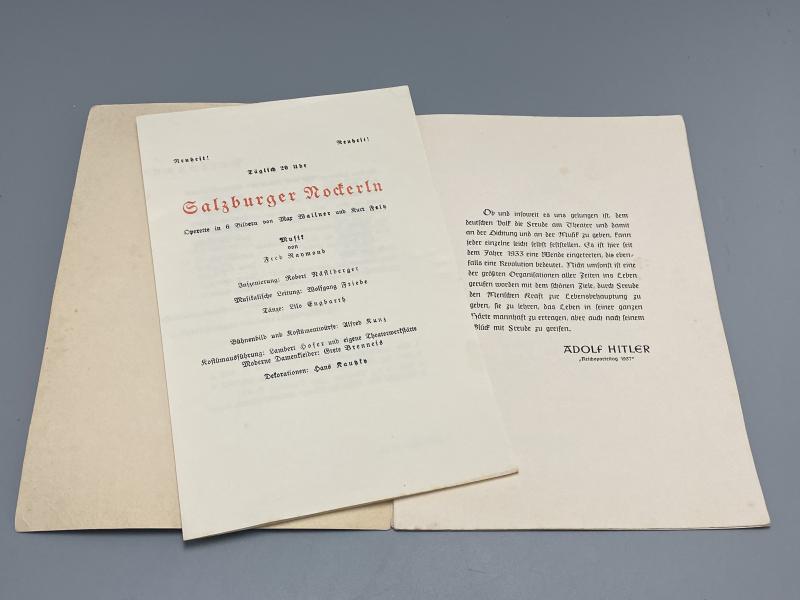 Neuheit!
Neuheit!
Täglich 20 Uhr
Salzburger Nockerln
Operette in 6 Bildern von Max Wallner und Kurt Feltz
Musik
von
Fred Raymond
Inszenierung: Robert Nästlberger
Musikalische Leitung: Wolfgang Friebe
Tänze: Lilo Engbarth
Bühnenbild und Kostümentwürfe: Alfred Kunz
Kostümausführung: Lambert Hofer und eigene Theaterwerkstätte
Moderne Damenkleider: Grete Brenneis
Dekorationen: Hans Kautzky
Ob und insoweit es uns gelungen ist, dem
deutschen Volk die Freude am Theater und damit
an der Dichtung und an der Musik zu geben, kann
jeder einzelne leicht selbst feststellen. Es ist hier seit
dem Jahre 1933 eine Wende eingetreten, die eben-
falls eine Revolution bedeutet. Nicht umsonst ist eine
der größten Organisationen aller Zeiten ins Leben
gerufen worden mit dem schönen Ziele, durch Freude
den Menschen Kraft zur Lebensbehauptung zu
geben, sie zu lehren, das Leben in seiner ganzen
Härte mannhaft zu ertragen, aber auch nach seinem
Glück mit Freude zu greifen.
ADOLF HITLER
„Reichsparteitag 1937"